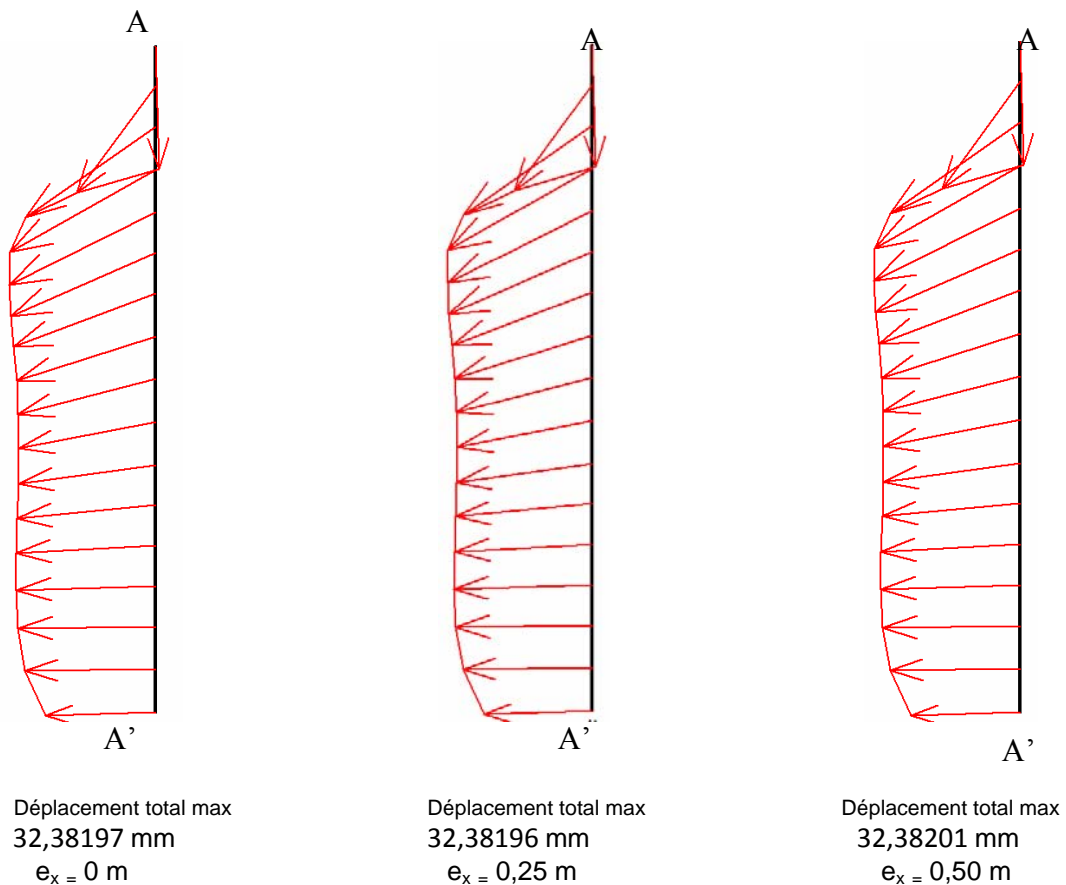 A
A
A
A’
A’
A’
Déplacement total max
32,38197 mm
eₓ = 0 m
Déplacement total max
32,38196 mm
eₓ = 0,25 m
Déplacement total max
32,38201 mm
eₓ = 0,50 m